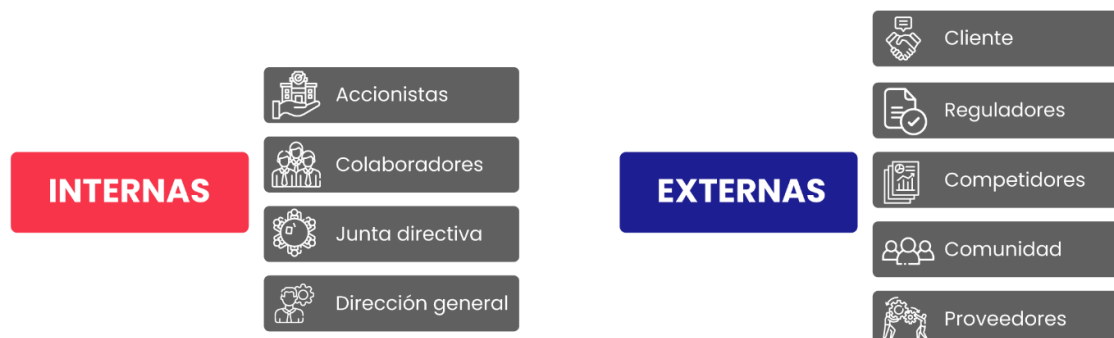 INTERNAS
Accionistas
Colaboradores
Junta directiva
Dirección general
EXTERNAS
Cliente
Reguladores
Competidores
Comunidad
Proveedores